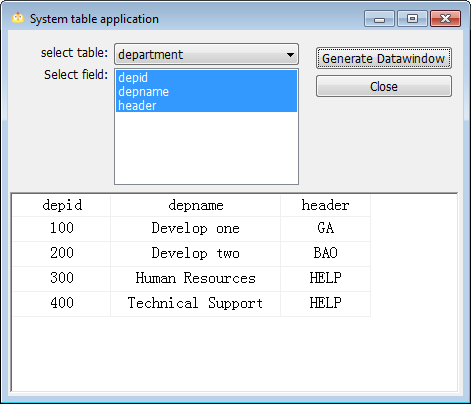 System table application
select table: department
Generate Datawindow
Select field: depid
depname
header
Close
depid depname header
100 Develop one GA
200 Develop two BAO
300 Human Resources HELP
400 Technical Support HELP